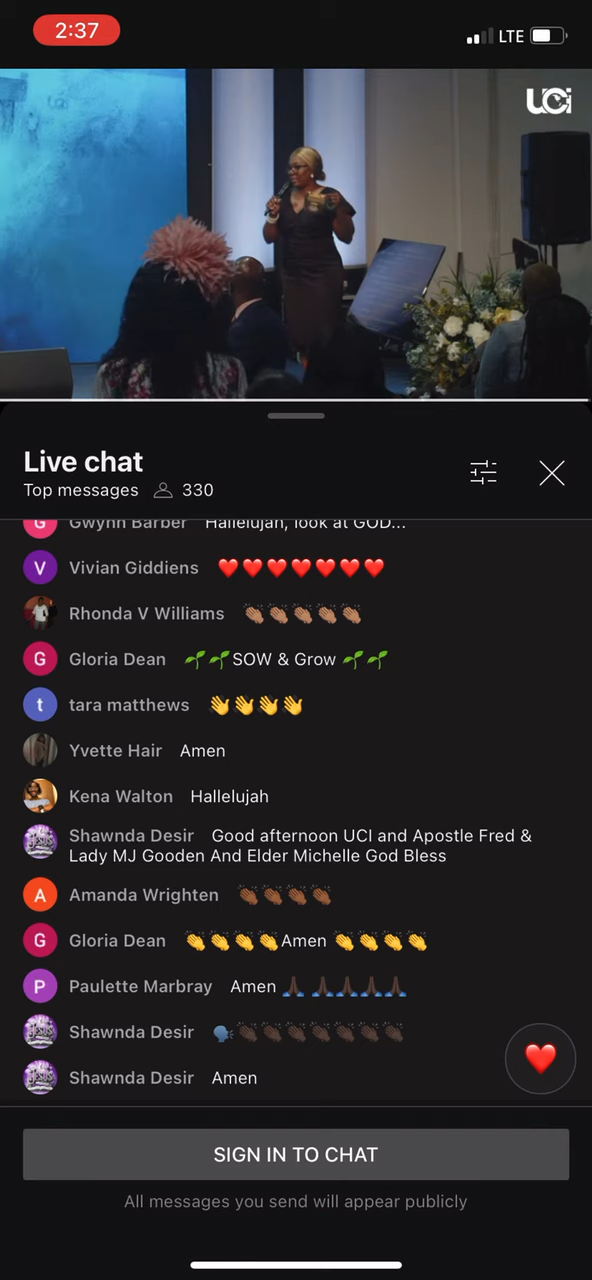 2:37
LTE
UCi
Live chat
Top messages 330
Gwynn Barber Hallelujah, look at GOD...
V Vivian Giddiens ❤️❤️❤️❤️❤️❤️❤️
Rhonda V Williams 👏🏽👏🏽👏🏽👏🏽👏🏽
G Gloria Dean 🌱🌱SOW & Grow 🌱🌱
t tara matthews 👋👋👋👋
Yvette Hair Amen
Kena Walton Hallelujah
Shawnda Desir Good afternoon UCI and Apostle Fred &
Lady MJ Gooden And Elder Michelle God Bless
A Amanda Wrighten 👏🏾👏🏾👏🏾👏🏾
G Gloria Dean 👏👏👏👏Amen 👏👏👏👏
P Paulette Marbray Amen🙏🏿 🙏🏿🙏🏿🙏🏿🙏🏿
Shawnda Desir 🗣️👏🏿👏🏿👏🏿👏🏿👏🏿👏🏿👏🏿
Shawnda Desir Amen
SIGN IN TO CHAT
All messages you send will appear publicly